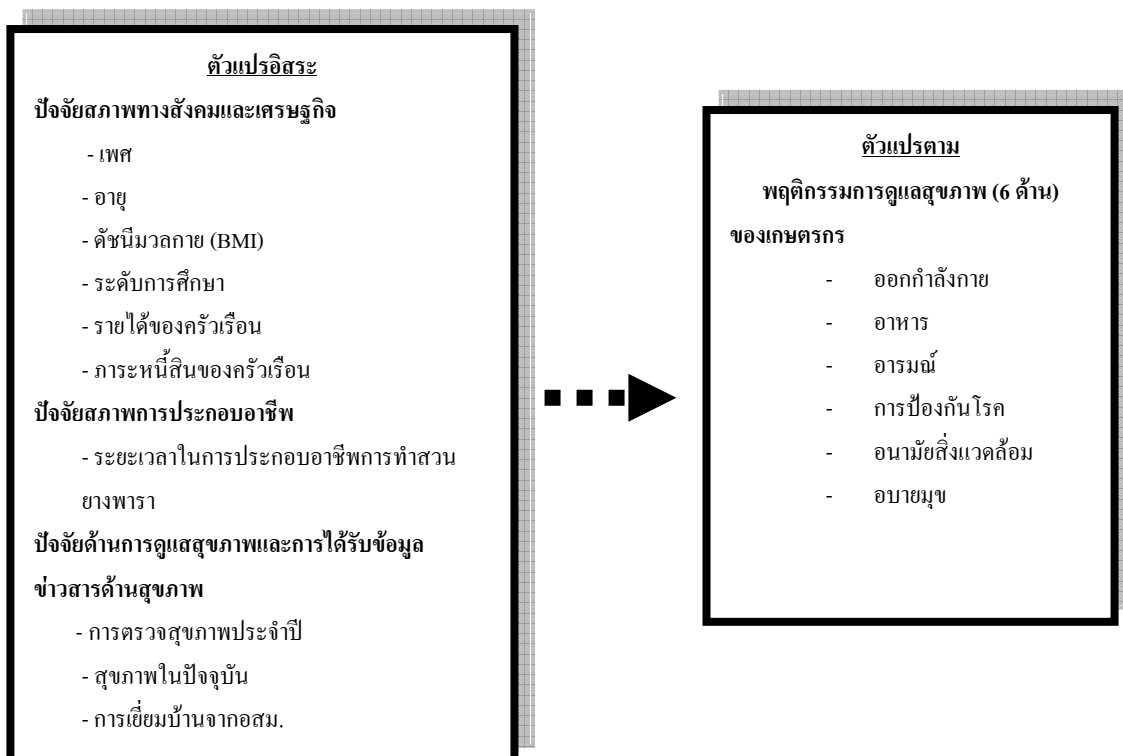 ตัวแปรอิสระ
ปัจจัยสภาพทางสังคมและเศรษฐกิจ
- เพศ
- อายุ
- ดัชนีมวลกาย (BMI)
- ระดับการศึกษา
- รายได้ของครัวเรือน
- ภาระหนี้สินของครัวเรือน
ปัจจัยสภาพการประกอบอาชีพ
- ระยะเวลาในการประกอบอาชีพการทำสวน
ยางพารา
ปัจจัยด้านการดูแสสุขภาพและการได้รับข้อมูล
ข่าวสารด้านสุขภาพ
- การตรวจสุขภาพประจำปี
- สุขภาพในปัจจุบัน
- การเยี่ยมบ้านจากอสม.
ตัวแปรตาม
พฤติกรรมการดูแลสุขภาพ (6 ด้าน)
ของเกษตรกร
- ออกกำลังกาย
- อาหาร
- อารมณ์
- การป้องกันโรค
- อนามัยสิ่งแวดล้อม
- อบายมุข